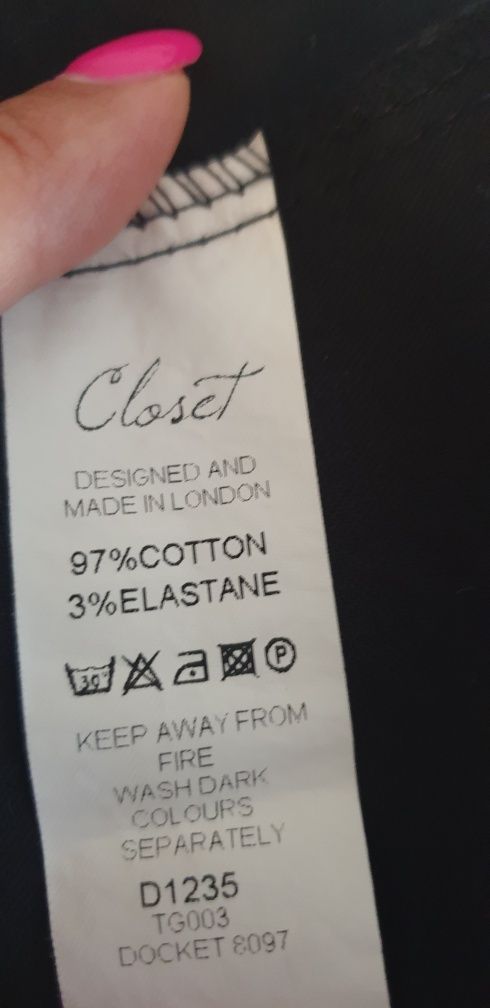 Closet
DESIGNED AND
MADE IN LONDON
97%COTTON
3%ELASTANE
30°
P
KEEP AWAY FROM
FIRE
WASH DARK
COLOURS
SEPARATELY
D1235
TG003
DOCKET 8097